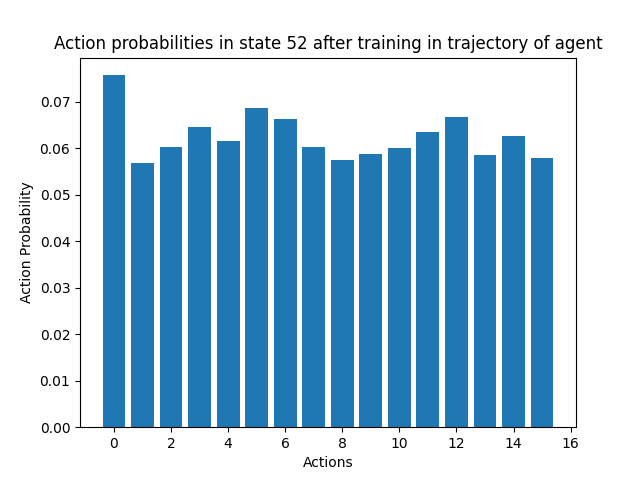 Action probabilities in state 52 after training in trajectory of agent
0.07
0.06
0.05
0.04
0.03
0.02
0.01
0.00
Action Probability
0 2 4 6 8 10 12 14 16
Actions